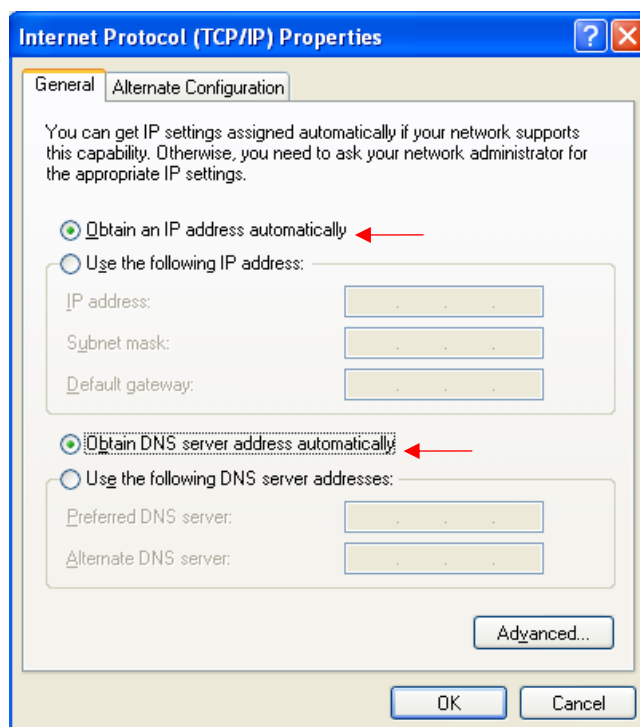 Internet Protocol (TCP/IP) Properties
General
Alternate Configuration
You can get IP settings assigned automatically if your network supports
this capability. Otherwise, you need to ask your network administrator for
the appropriate IP settings.
Obtain an IP address automatically
Use the following IP address:
IP address:
Subnet mask:
Default gateway:
Obtain DNS server address automatically
Use the following DNS server addresses:
Preferred DNS server:
Alternate DNS server:
Advanced...
OK
Cancel